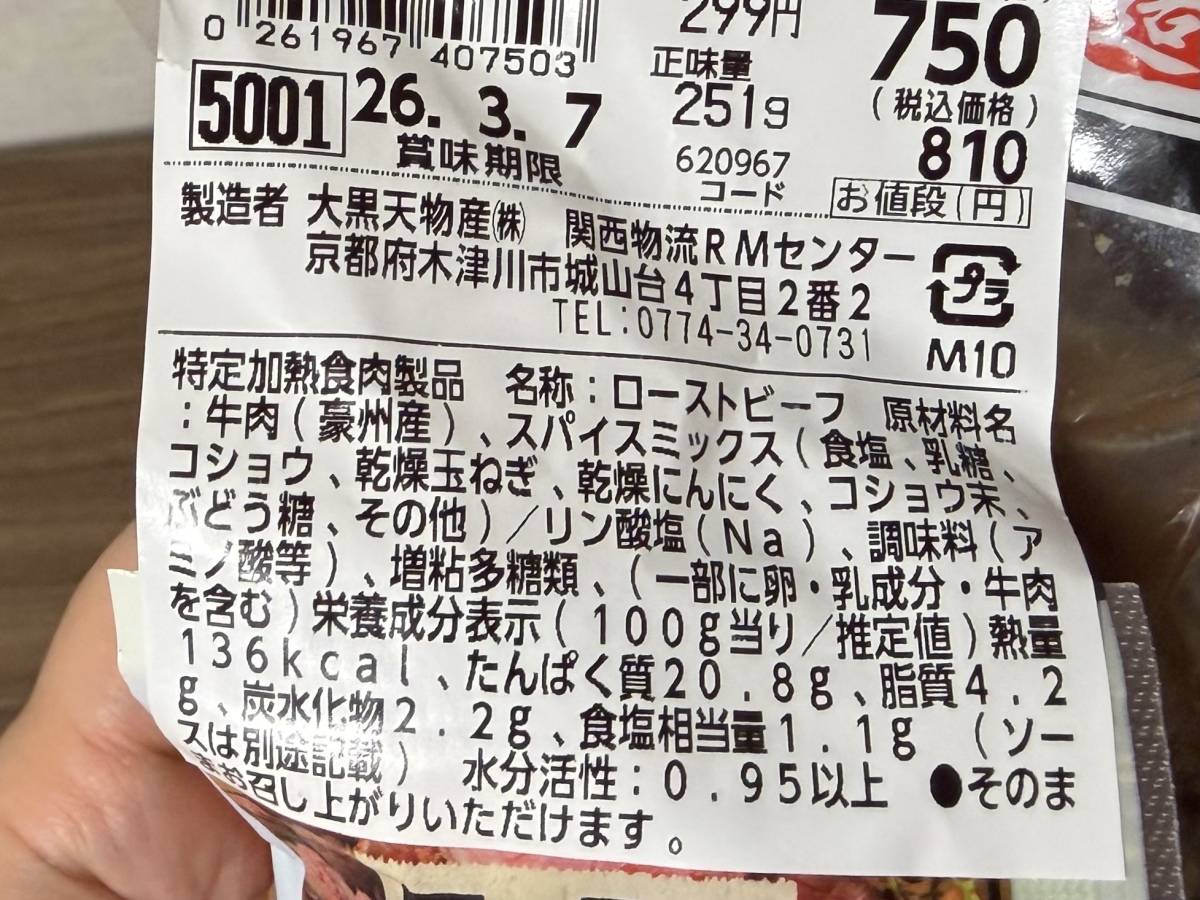 0 261967 407503
299円
750
正味量
251g
(税込価格)
810
5001
26. 3. 7
賞味期限
620967
コード
お値段(円)
製造者 大黒天物産㈱ 関西物流RMセンター
京都府木津川市城山台4丁目2番2
TEL:0774-34-0731
プラ
M10
特定加熱食肉製品 名称:ローストビーフ 原材料名
:牛肉(豪州産)、スパイスミックス(食塩、乳糖、
コショウ、乾燥玉ねぎ、乾燥にんにく、コショウ末、
ぶどう糖、その他)/リン酸塩(Na)、調味料(ア
ミノ酸等)、増粘多糖類、(一部に卵・乳成分・牛肉
を含む)栄養成分表示(100g当り/推定値)熱量
136kcal、たんぱく質20.8g、脂質4.2
g、炭水化物2.2g、食塩相当量1.1g (ソー
スは別途記載) 水分活性:0.95以上 ●そのま
まお召し上がりいただけます。